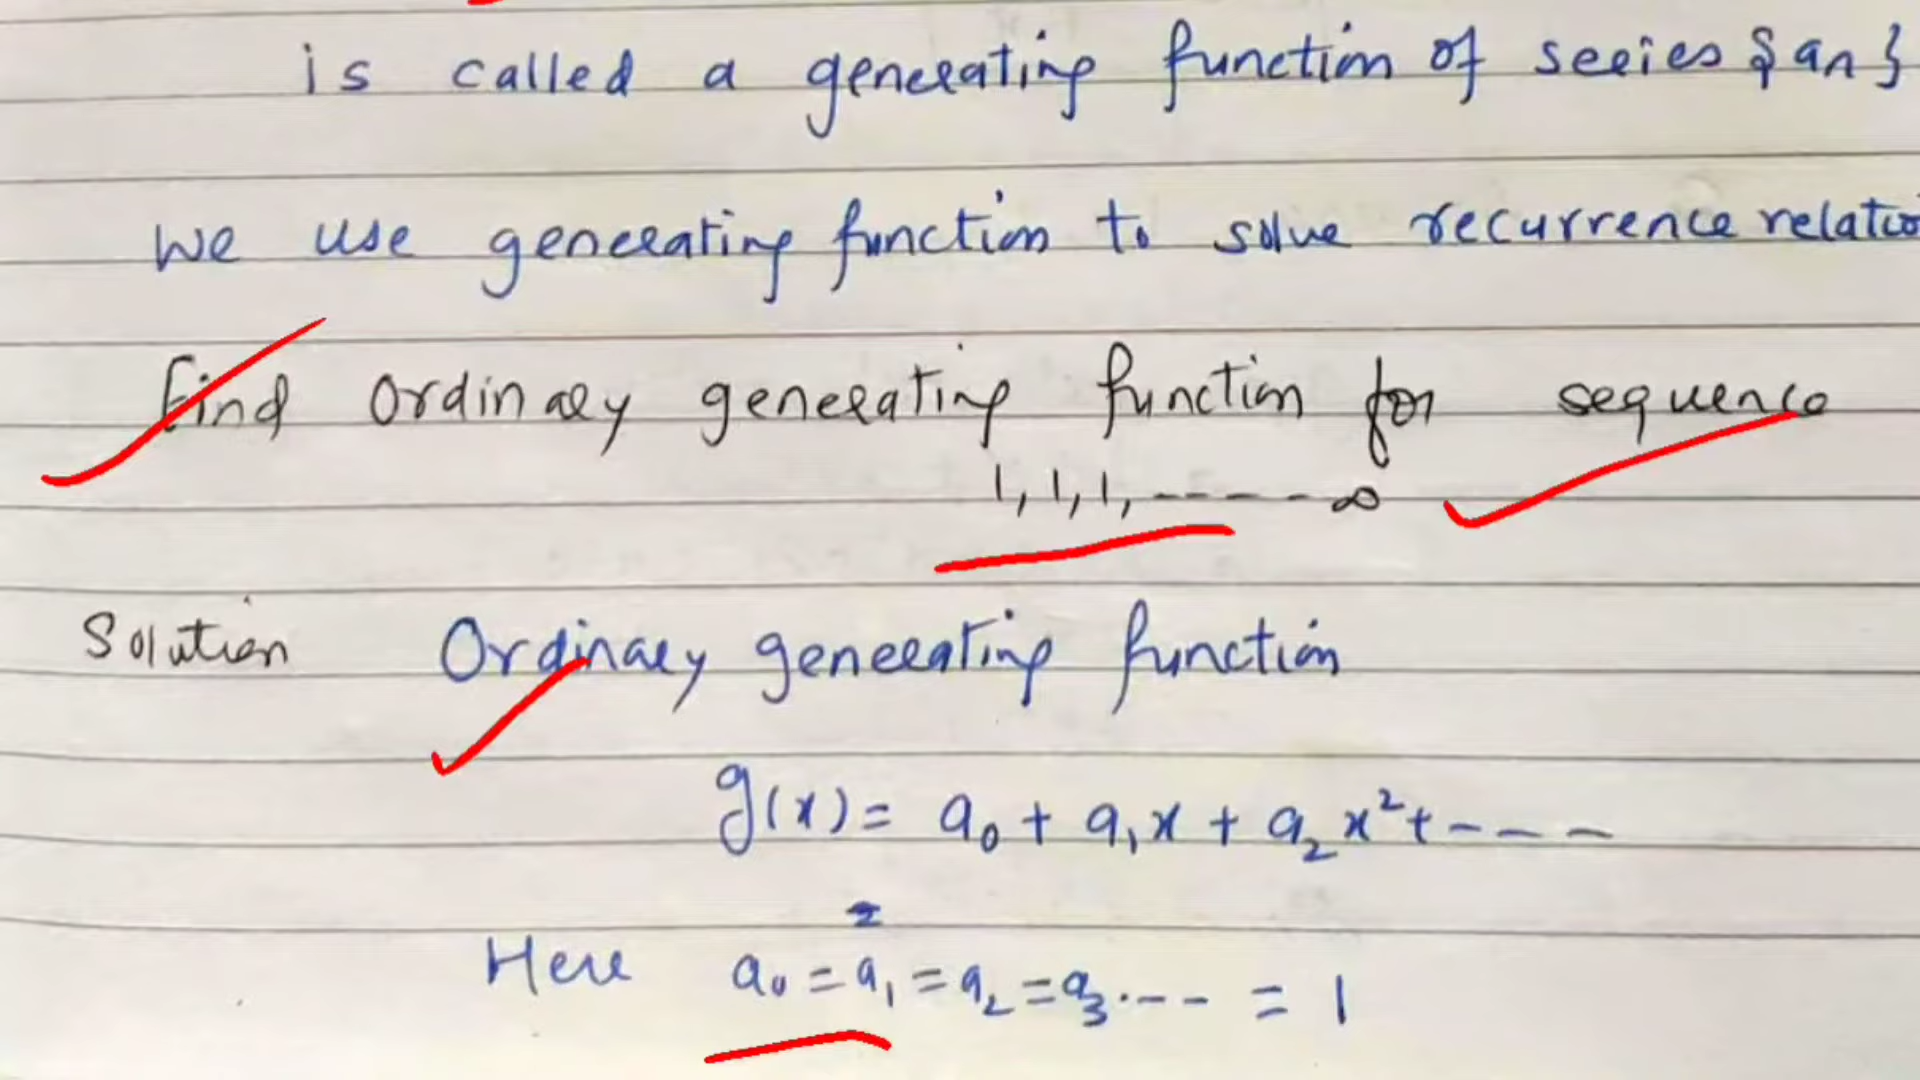 is called a generating function of series {an}
We use generating function to solve recurrence relatio
Find Ordinary generating function for sequence
1, 1, 1, ----- ∞
Solution Ordinary generating function
g(x) = a₀ + a₁x + a₂x² + ----
Here a₀ = a₁ = a₂ = a₃ .--- = 1